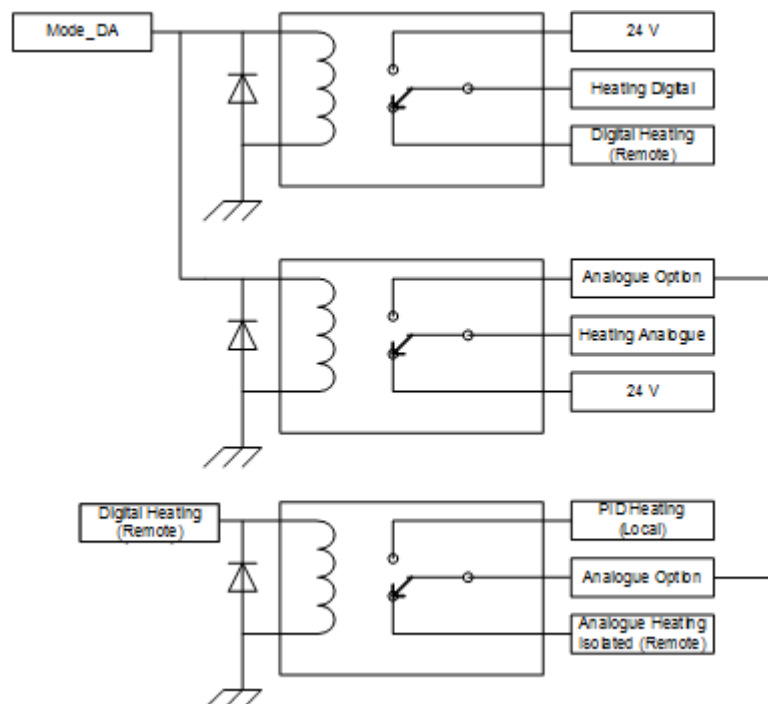 Mode_DA
24 V
Heating Digital
Digital Heating
(Remote)
Analogue Option
Heating Analogue
24 V
Digital Heating
(Remote)
PID Heating
(Local)
Analogue Option
Analogue Heating
Isolated (Remote)